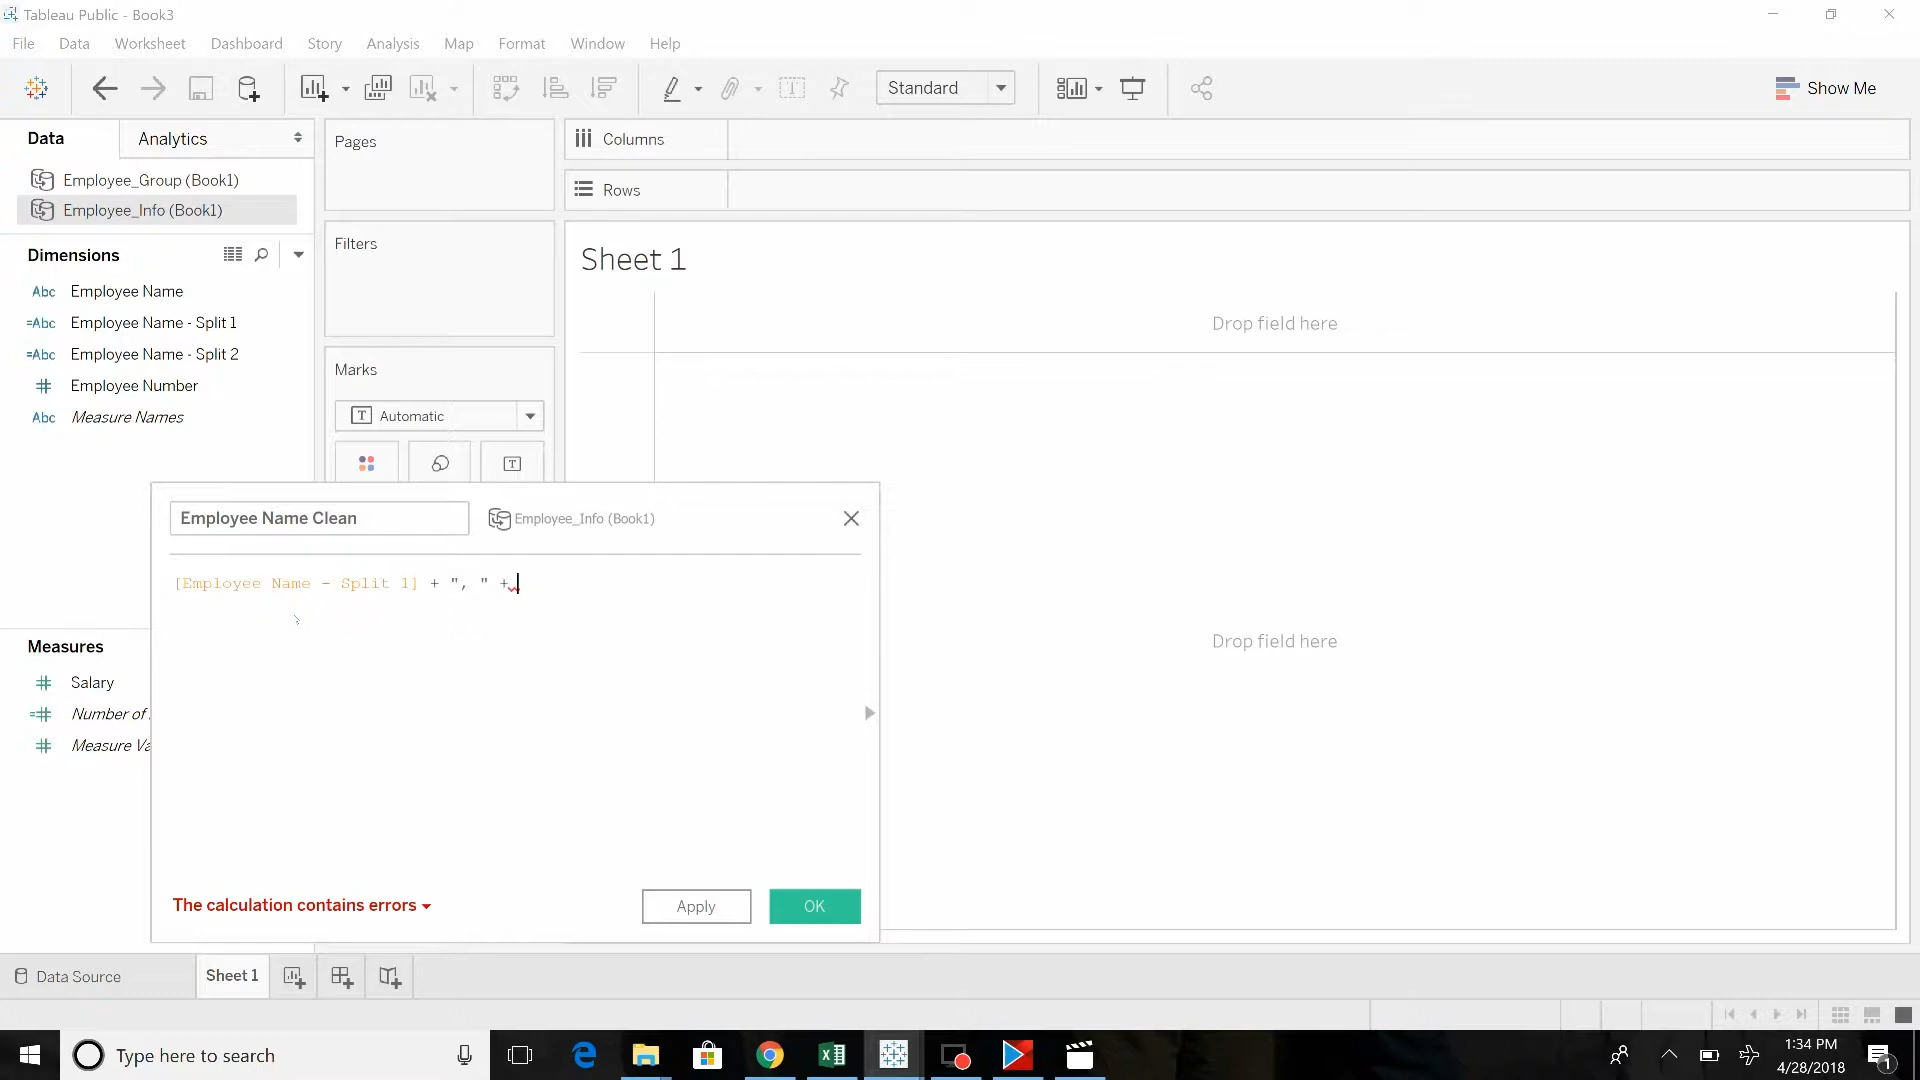 Tableau Public - Book3
File Data Worksheet Dashboard Story Analysis Map Format Window Help
Standard
Show Me
Data Analytics
Employee_Group (Book1)
Employee_Info (Book1)
Dimensions
Abc Employee Name
=Abc Employee Name - Split 1
=Abc Employee Name - Split 2
Employee Number
Abc Measure Names
Measures
Salary
Number of
Measure Va
Pages
Filters
Marks
T Automatic
T
Columns
Rows
Sheet 1
Drop field here
Drop field here
Employee Name Clean
Employee_Info (Book1)
[Employee Name - Split 1] + ", " +
The calculation contains errors
Apply OK
Data Source Sheet 1
Type here to search
1:34 PM
4/28/2018
1